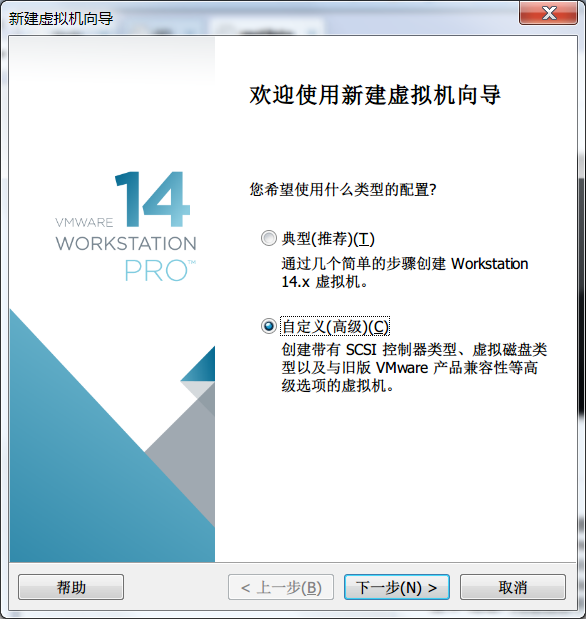 新建虚拟机向导
欢迎使用新建虚拟机向导
VMWARE 14
WORKSTATION
PRO™
您希望使用什么类型的配置?
典型(推荐)(T)
通过几个简单的步骤创建 Workstation
14.x 虚拟机。
自定义(高级)(C)
创建带有 SCSI 控制器类型、虚拟磁盘类
型以及与旧版 VMware 产品兼容性等高
级选项的虚拟机。
帮助
< 上一步(B)
下一步(N) >
取消